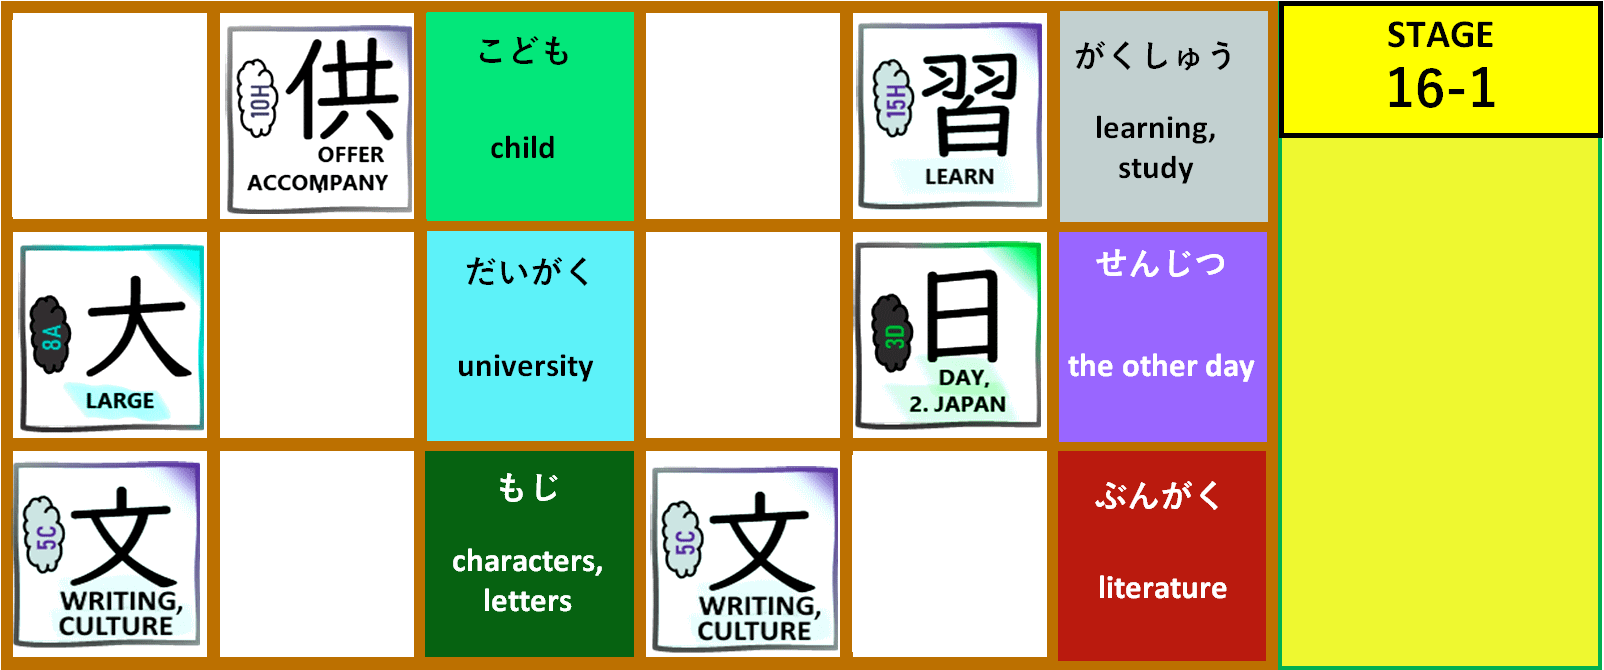 10H
供
OFFER
ACCOMPANY
こども
child
15H
習
LEARN
がくしゅう
learning,
study
STAGE
16-1
8A
大
LARGE
だいがく
university
3D
日
DAY,
2. JAPAN
せんじつ
the other day
5C
文
WRITING,
CULTURE
もじ
characters,
letters
5C
文
WRITING,
CULTURE
ぶんがく
literature